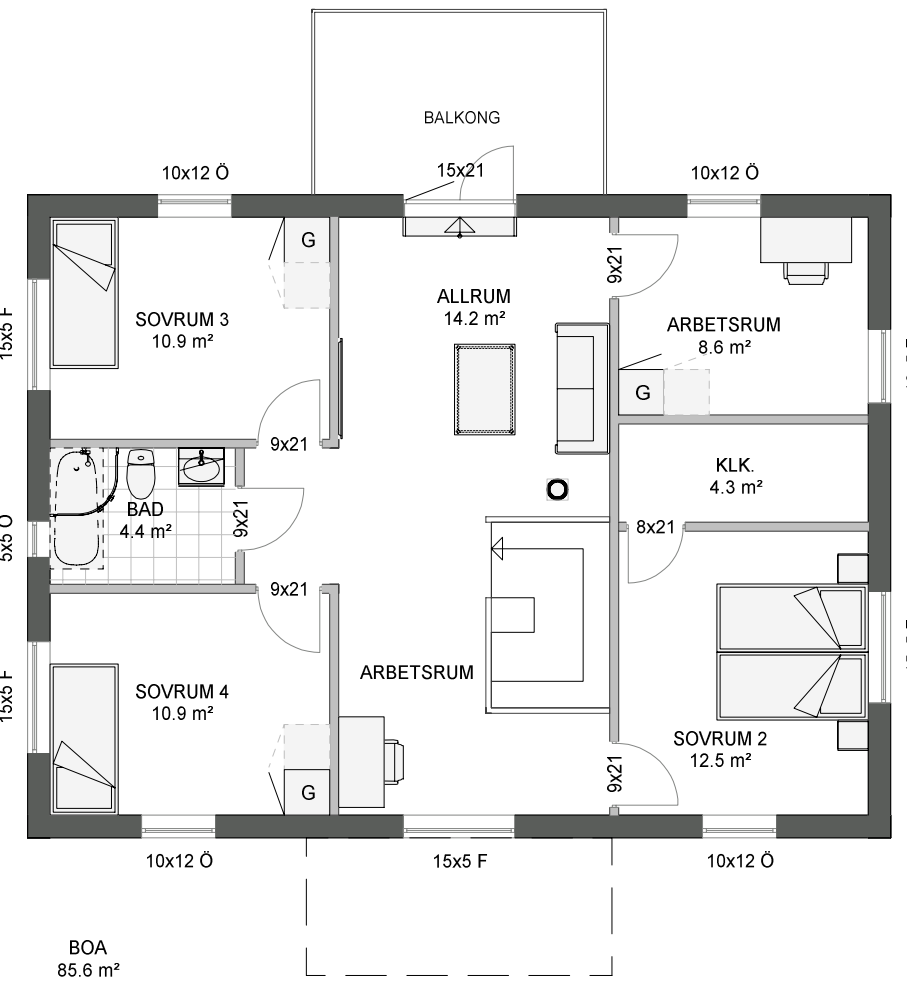 BALKONG
10x12 Ö
15x21
10x12 Ö
G
9x21
ALLRUM
14.2 m²
SOVRUM 3
10.9 m²
ARBETSRUM
8.6 m²
15x5 F
G
9x21
KLK.
4.3 m²
BAD
4.4 m²
9x21
8x21
5x5 Ö
9x21
ARBETSRUM
SOVRUM 4
10.9 m²
15x5 F
SOVRUM 2
12.5 m²
9x21
G
10x12 Ö
15x5 F
10x12 Ö
BOA
85.6 m²